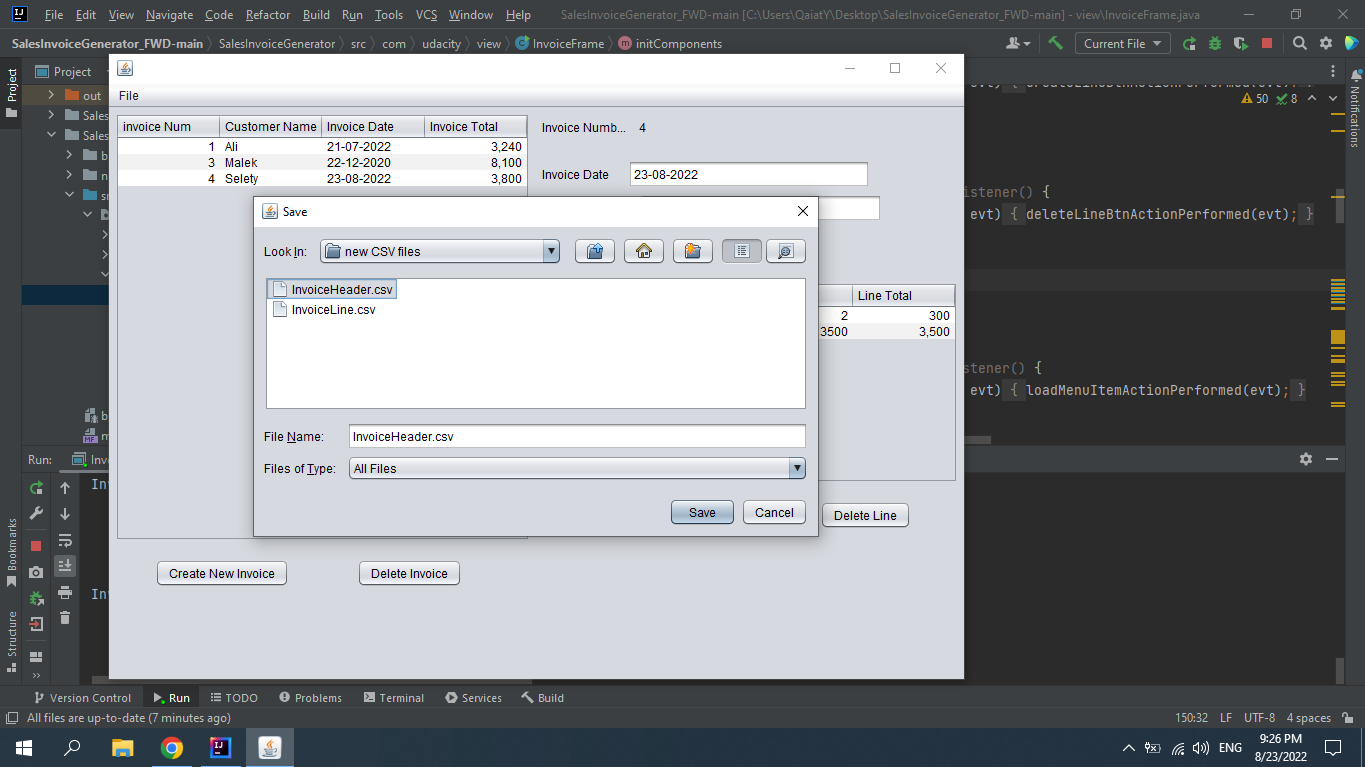 File Edit View Navigate Code Refactor Build Run Tools VCS Window Help SalesInvoiceGenerator_FWD-main [C:\Users\QaiatY\Desktop\SalesInvoiceGenerator_FWD-main] - view\InvoiceFrame.java
SalesInvoiceGenerator_FWD-main SalesInvoiceGenerator src com udacity view InvoiceFrame initComponents Current File
Project
Project
Notifications
out
Sales
Sales
50 8
File
invoice Num Customer Name Invoice Date Invoice Total
1 Ali 21-07-2022 3,240
3 Malek 22-12-2020 8,100
4 Selety 23-08-2022 3,800
Invoice Numb... 4
Invoice Date 23-08-2022
stener() {
evt) { deleteLineBtnActionPerformed(evt); }
Save
Look In: new CSV files
InvoiceHeader.csv
InvoiceLine.csv
File Name: InvoiceHeader.csv
Files of Type: All Files
Save Cancel
Line Total
2 300
3500 3,500
stener() {
evt) { loadMenuItemActionPerformed(evt); }
Delete Line
Create New Invoice Delete Invoice
Run: Inv
Bookmarks
Structure
Version Control Run TODO Problems Terminal Services Build
All files are up-to-date (7 minutes ago) 150:32 LF UTF-8 4 spaces
ENG 9:26 PM
8/23/2022